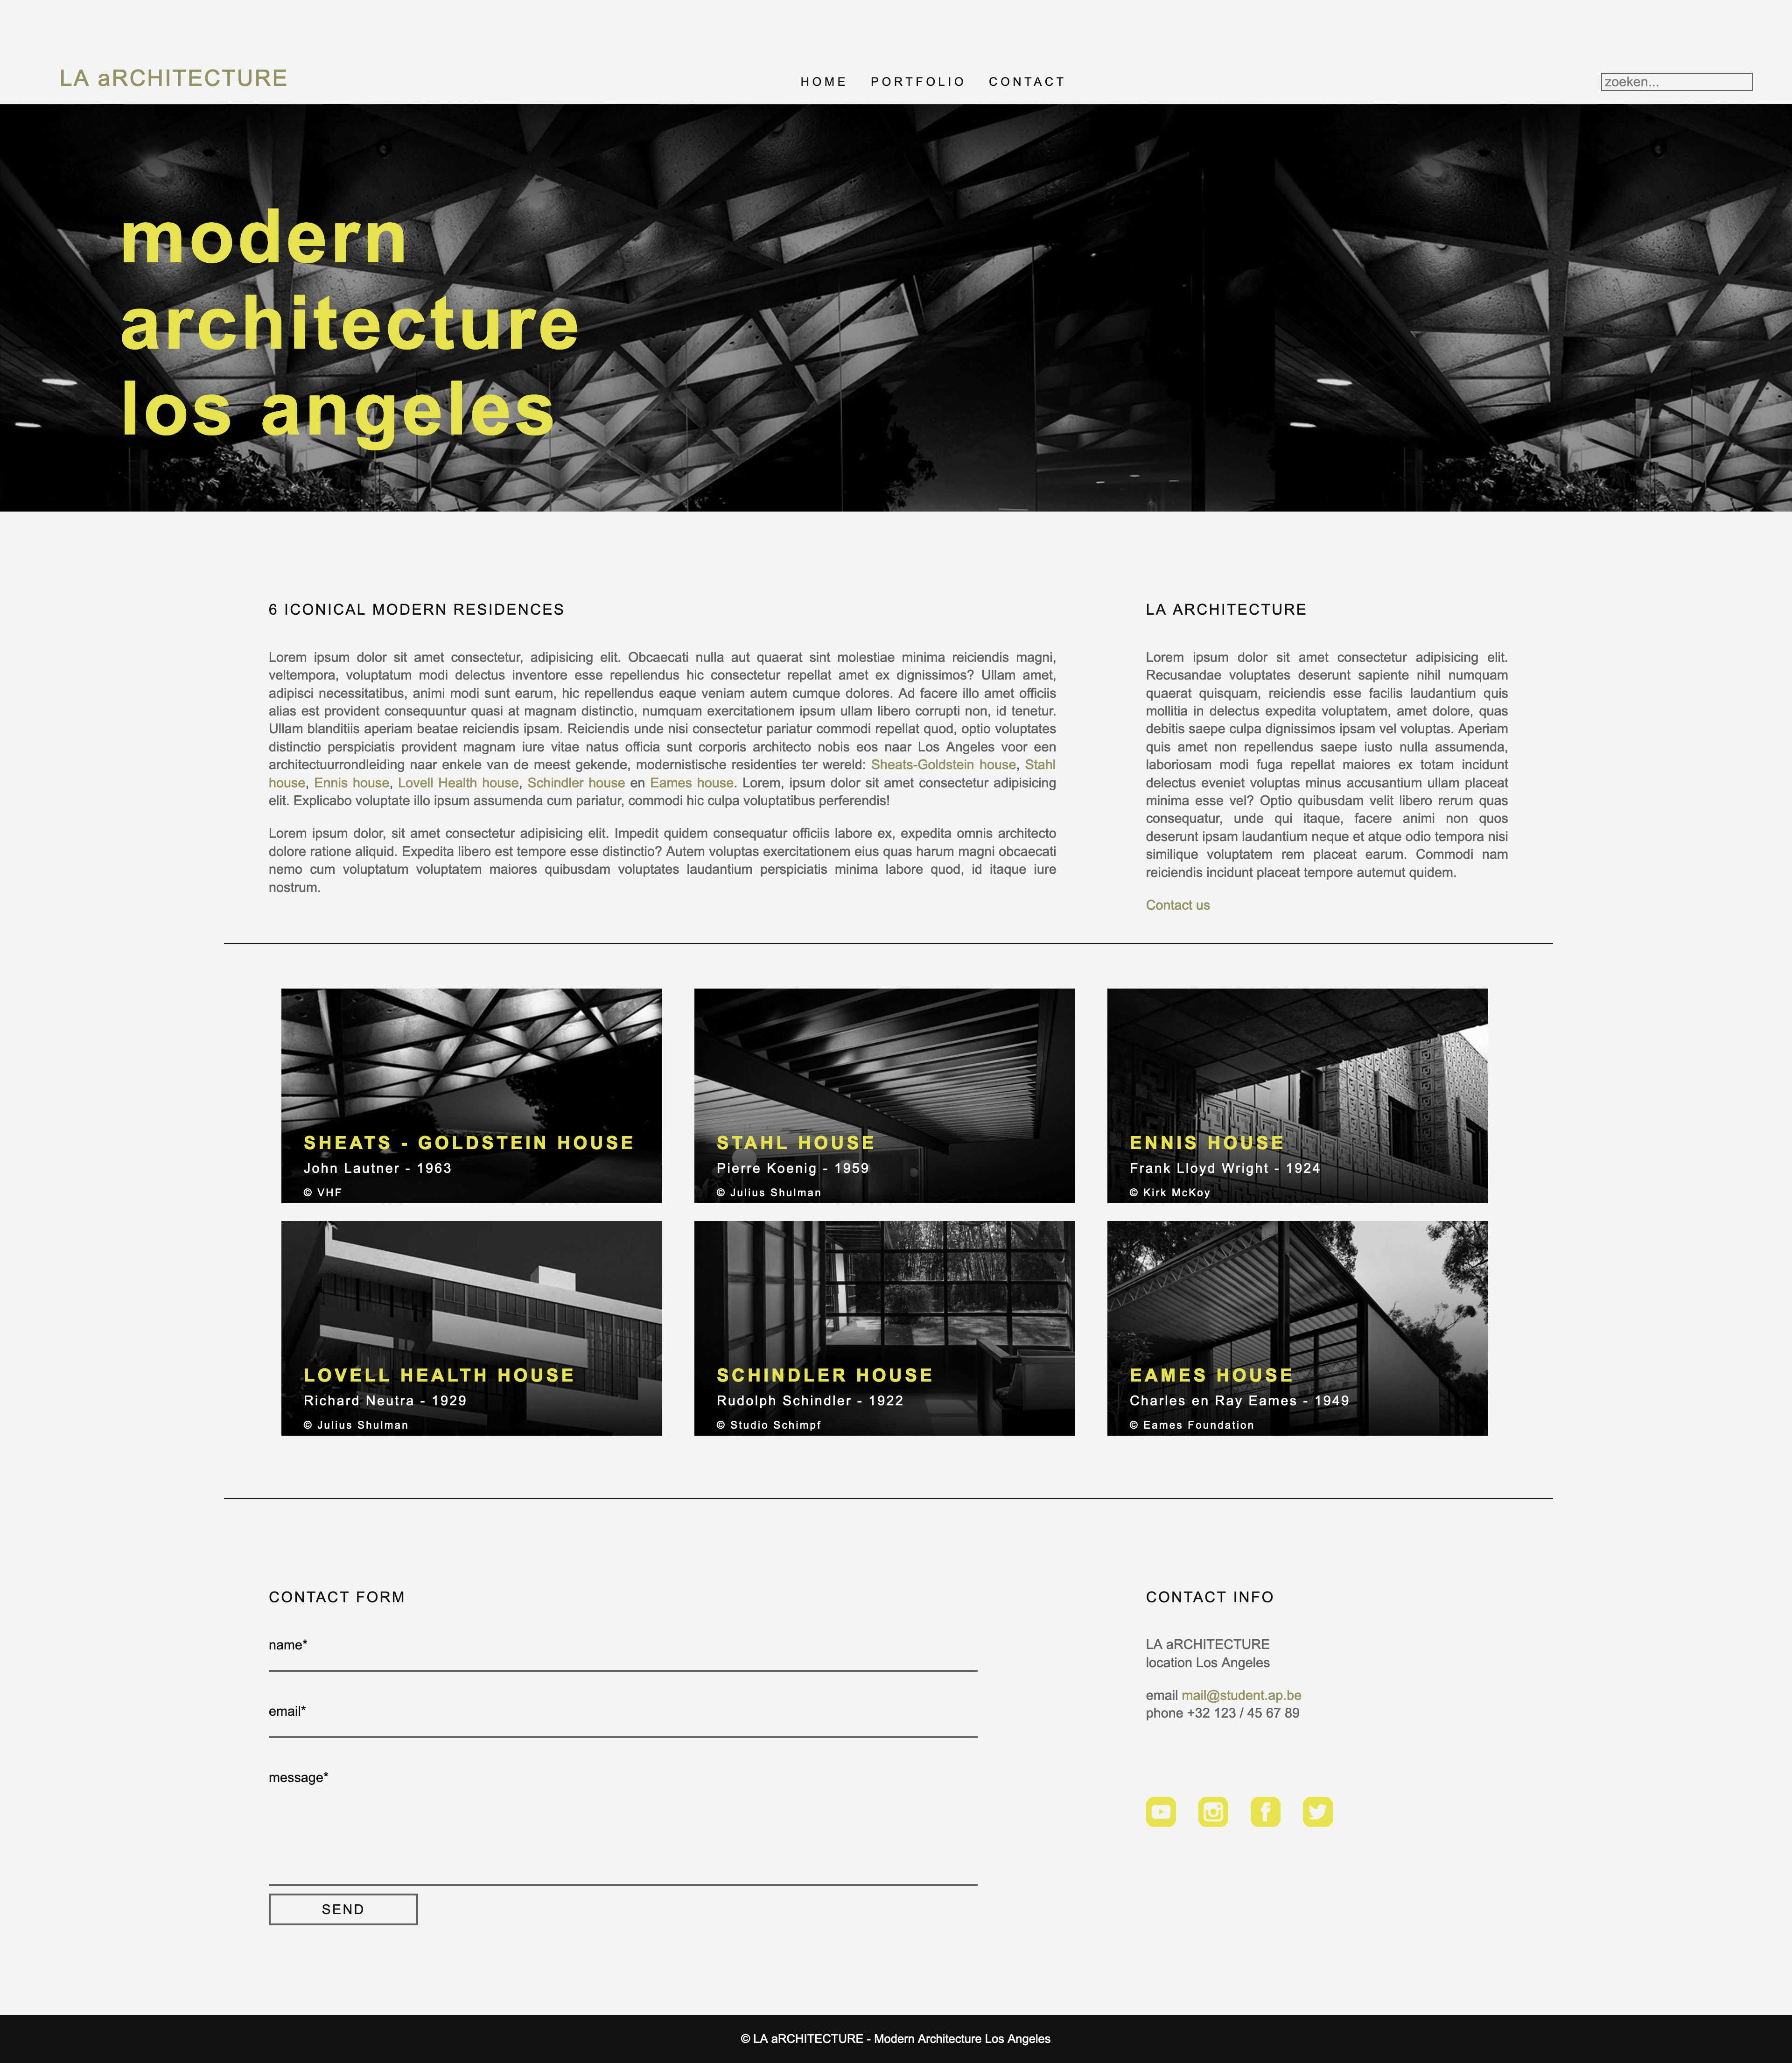 LA aRCHITECTURE
HOME PORTFOLIO CONTACT
zoeken...
modern
architecture
los angeles
6 ICONICAL MODERN RESIDENCES
Lorem ipsum dolor sit amet consectetur, adipisicing elit. Obcaecati nulla aut quaerat sint molestiae minima reiciendis magni,
veltempora, voluptatum modi delectus inventore esse repellendus hic consectetur repellat amet ex dignissimos? Ullam amet,
adipisci necessitatibus, animi modi sunt earum, hic repellendus eaque veniam autem cumque dolores. Ad facere illo amet officiis
alias est provident consequuntur quasi at magnam distinctio, numquam exercitationem ipsum ullam libero corrupti non, id tenetur.
Ullam blanditiis aperiam beatae reiciendis ipsam. Reiciendis unde nisi consectetur pariatur commodi repellat quod, optio voluptates
distinctio perspiciatis provident magnam iure vitae natus officia sunt corporis architecto nobis eos naar Los Angeles voor een
architectuurrondleiding naar enkele van de meest gekende, modernistische residenties ter wereld: Sheats-Goldstein house, Stahl
house, Ennis house, Lovell Health house, Schindler house en Eames house. Lorem, ipsum dolor sit amet consectetur adipisicing
elit. Explicabo voluptate illo ipsum assumenda cum pariatur, commodi hic culpa voluptatibus perferendis!
Lorem ipsum dolor, sit amet consectetur adipisicing elit. Impedit quidem consequatur officiis labore ex, expedita omnis architecto
dolore ratione aliquid. Expedita libero est tempore esse distinctio? Autem voluptas exercitationem eius quas harum magni obcaecati
nemo cum voluptatum voluptatem maiores quibusdam voluptates laudantium perspiciatis minima labore quod, id itaque iure
nostrum.
LA ARCHITECTURE
Lorem ipsum dolor sit amet consectetur adipisicing elit.
Recusandae voluptates deserunt sapiente nihil numquam
quaerat quisquam, reiciendis esse facilis laudantium quis
mollitia in delectus expedita voluptatem, amet dolore, quas
debitis saepe culpa dignissimos ipsam vel voluptas. Aperiam
quis amet non repellendus saepe iusto nulla assumenda,
laboriosam modi fuga repellat maiores ex totam incidunt
delectus eveniet voluptas minus accusantium ullam placeat
minima esse vel? Optio quibusdam velit libero rerum quas
consequatur, unde qui itaque, facere animi non quos
deserunt ipsam laudantium neque et atque odio tempora nisi
similique voluptatem rem placeat earum. Commodi nam
reiciendis incidunt placeat tempore autemut quidem.
Contact us
SHEATS - GOLDSTEIN HOUSE
John Lautner - 1963
© VHF
STAHL HOUSE
Pierre Koenig - 1959
© Julius Shulman
ENNIS HOUSE
Frank Lloyd Wright - 1924
© Kirk McKoy
LOVELL HEALTH HOUSE
Richard Neutra - 1929
© Julius Shulman
SCHINDLER HOUSE
Rudolph Schindler - 1922
© Studio Schimpf
EAMES HOUSE
Charles en Ray Eames - 1949
© Eames Foundation
CONTACT FORM
name*
email*
message*
SEND
CONTACT INFO
LA aRCHITECTURE
location Los Angeles
email mail@student.ap.be
phone +32 123 / 45 67 89
© LA aRCHITECTURE - Modern Architecture Los Angeles